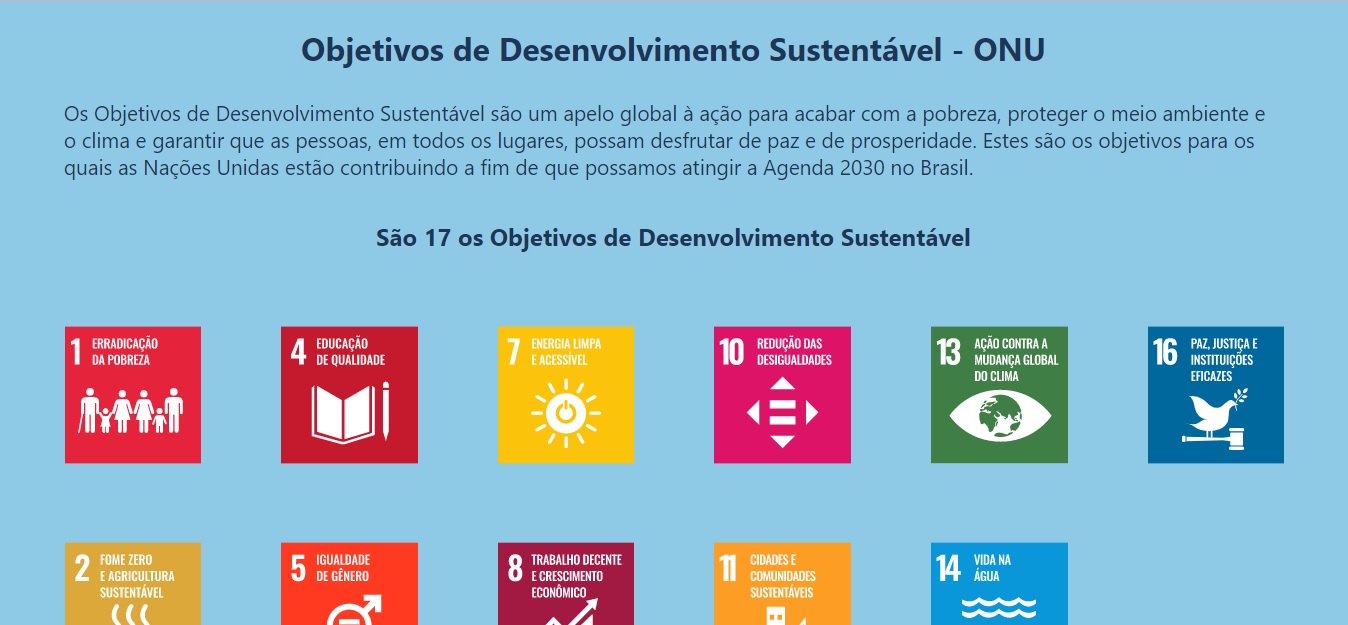 Objetivos de Desenvolvimento Sustentável - ONU
Os Objetivos de Desenvolvimento Sustentável são um apelo global à ação para acabar com a pobreza, proteger o meio ambiente e
o clima e garantir que as pessoas, em todos os lugares, possam desfrutar de paz e de prosperidade. Estes são os objetivos para os
quais as Nações Unidas estão contribuindo a fim de que possamos atingir a Agenda 2030 no Brasil.
São 17 os Objetivos de Desenvolvimento Sustentável
1 ERRADICAÇÃO
DA POBREZA
4 EDUCAÇÃO
DE QUALIDADE
7 ENERGIA LIMPA
E ACESSÍVEL
10 REDUÇÃO DAS
DESIGUALDADES
13 AÇÃO CONTRA A
MUDANÇA GLOBAL
DO CLIMA
16 PAZ, JUSTIÇA E
INSTITUIÇÕES
EFICAZES
2 FOME ZERO
E AGRICULTURA
SUSTENTÁVEL
5 IGUALDADE
DE GÊNERO
8 TRABALHO DECENTE
E CRESCIMENTO
ECONÔMICO
11 CIDADES E
COMUNIDADES
SUSTENTÁVEIS
14 VIDA NA
ÁGUA